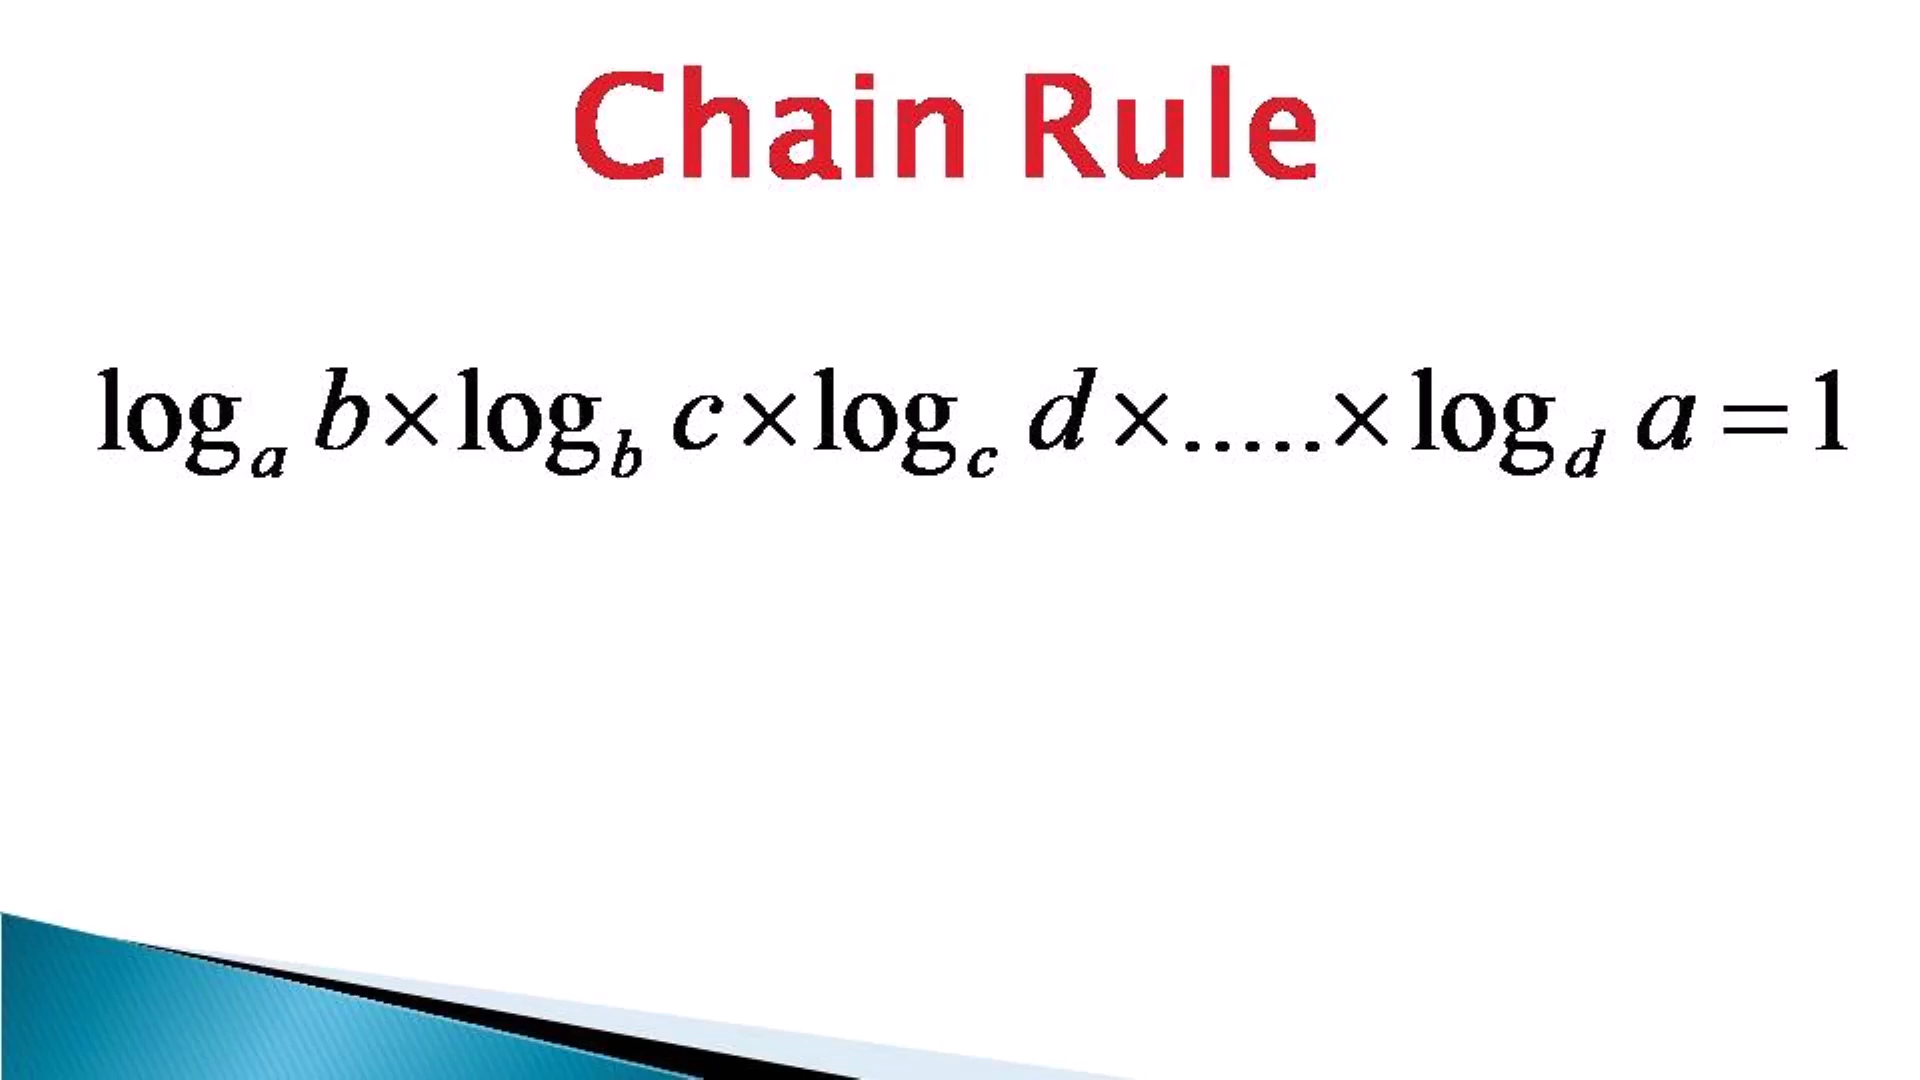 Chain Rule
log_a b × log_b c × log_c d × ..... × log_d a = 1